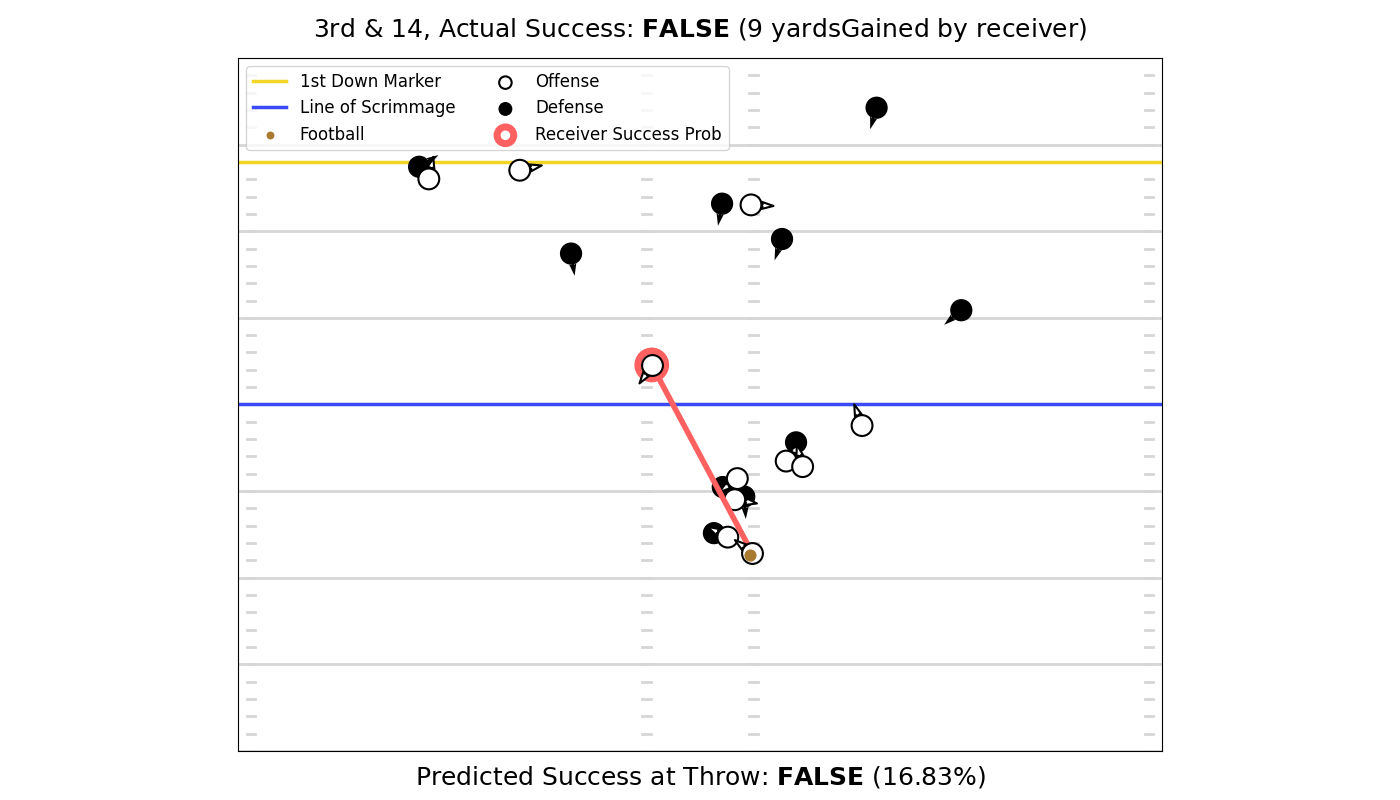 3rd & 14, Actual Success: FALSE (9 yardsGained by receiver)
1st Down Marker
Line of Scrimmage
Football
Offense
Defense
Receiver Success Prob
Predicted Success at Throw: FALSE (16.83%)